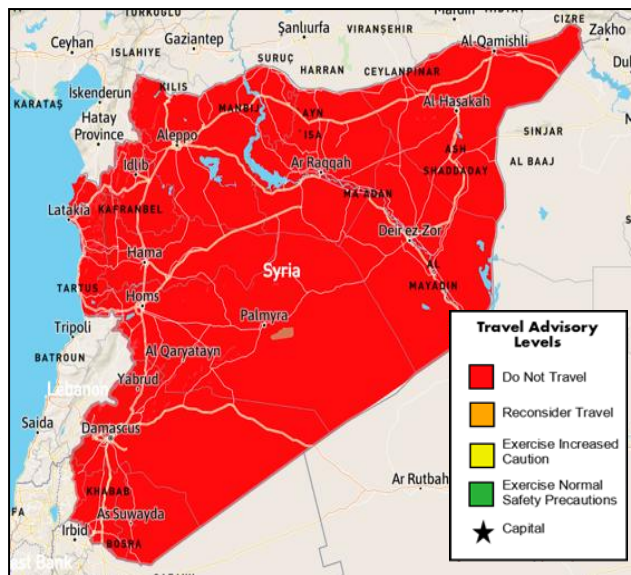 TÜRKOĞLU
Ceyhan
ISLAHIYE
Gaziantep
Şanlıurfa
VIRANŞEHIR
Mardin
CIZRE
Zakho
SURUÇ
Al-Qamishli
HARRAN
CEYLANPINAR
KARATAŞ
İskenderun
KILIS
MANBIJ
Al Hasakah
Hatay
Province
AYN
'ISA
SINJAR
Aleppo
ASH
SHADDADAY
AL BAAJ
Idlib
Ar Raqqah
MA'ADAN
Latakia
KAFRANBEL
Deir ez-Zor
Hama
Syria
AL
MAYADIN
TARTUS
Homs
Palmyra
Tripoli
BATROUN
Al Qaryatayn
Lebanon
Yabrud
Saida
Damascus
Ar Rutbah
KHABAB
As Suwayda
Irbid
BOSRA
est Bank
Travel Advisory
Levels
Do Not Travel
Reconsider Travel
Exercise Increased
Caution
Exercise Normal
Safety Precautions
Capital